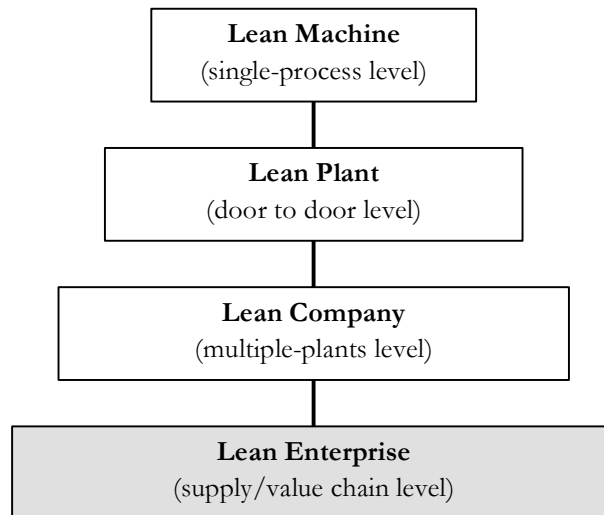 Lean Machine
(single-process level)
Lean Plant
(door to door level)
Lean Company
(multiple-plants level)
Lean Enterprise
(supply/value chain level)